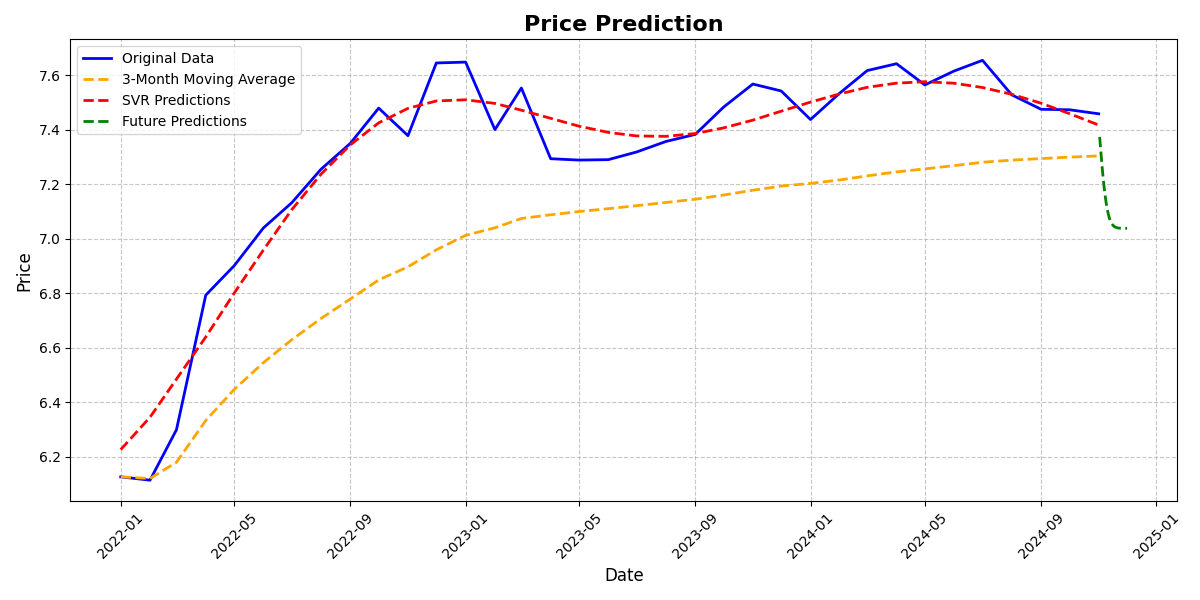 Price Prediction
Original Data
3-Month Moving Average
SVR Predictions
Future Predictions
Price
7.6
7.4
7.2
7.0
6.8
6.6
6.4
6.2
2022-01
2022-05
2022-09
2023-01
2023-05
2023-09
2024-01
2024-05
2024-09
2025-01
Date